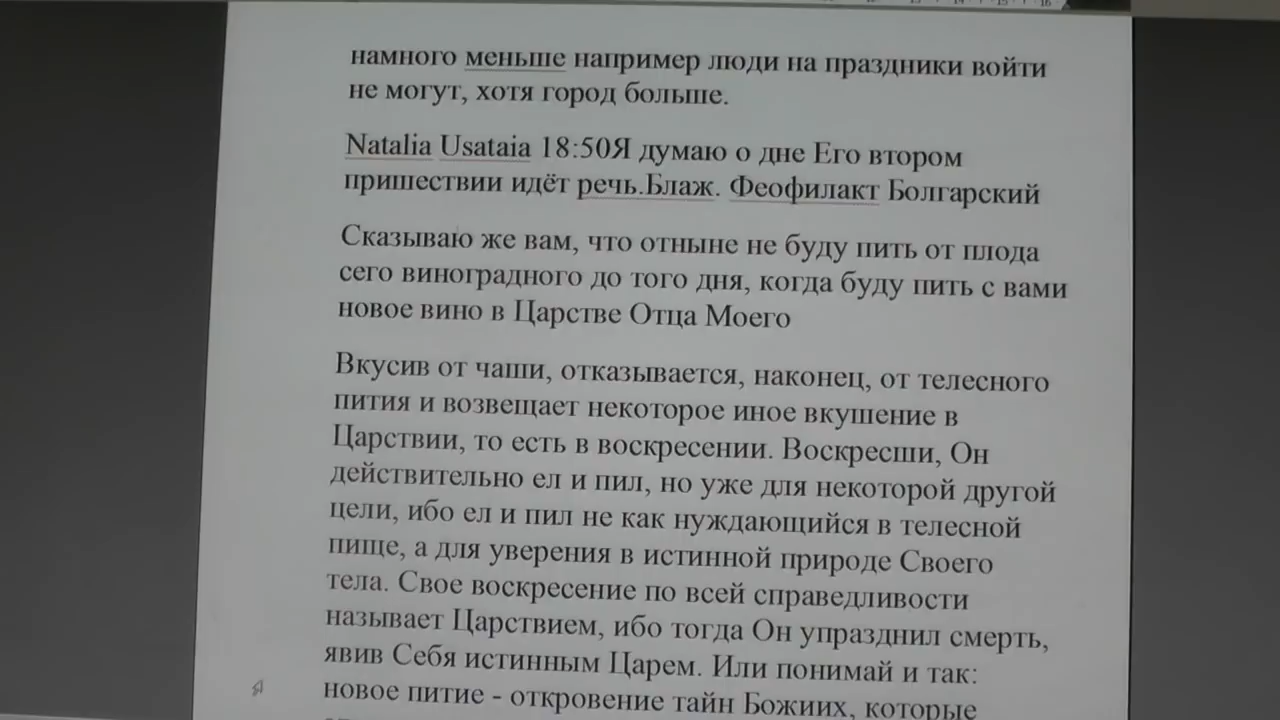 намного меньше например люди на праздники войти
не могут, хотя город больше.
Natalia Usataia 18:50Я думаю о дне Его втором
пришествии идёт речь.Блаж. Феофилакт Болгарский
Сказываю же вам, что отныне не буду пить от плода
сего виноградного до того дня, когда буду пить с вами
новое вино в Царстве Отца Моего
Вкусив от чаши, отказывается, наконец, от телесного
пития и возвещает некоторое иное вкушение в
Царствии, то есть в воскресении. Воскресши, Он
действительно ел и пил, но уже для некоторой другой
цели, ибо ел и пил не как нуждающийся в телесной
пище, а для уверения в истинной природе Своего
тела. Свое воскресение по всей справедливости
называет Царствием, ибо тогда Он упразднил смерть,
явив Себя истинным Царем. Или понимай и так:
новое питие - откровение тайн Божиих, которые